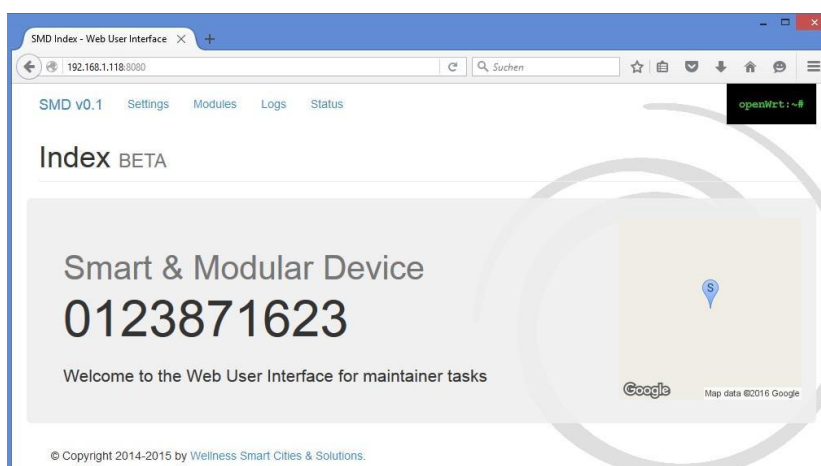 SMD Index - Web User Interface
192.168.1.118:8080
Suchen
SMD v0.1 Settings Modules Logs Status
openWrt:~#
Index BETA
Smart & Modular Device
0123871623
Welcome to the Web User Interface for maintainer tasks
S
Google
Map data ©2016 Google
© Copyright 2014-2015 by Wellness Smart Cities & Solutions.